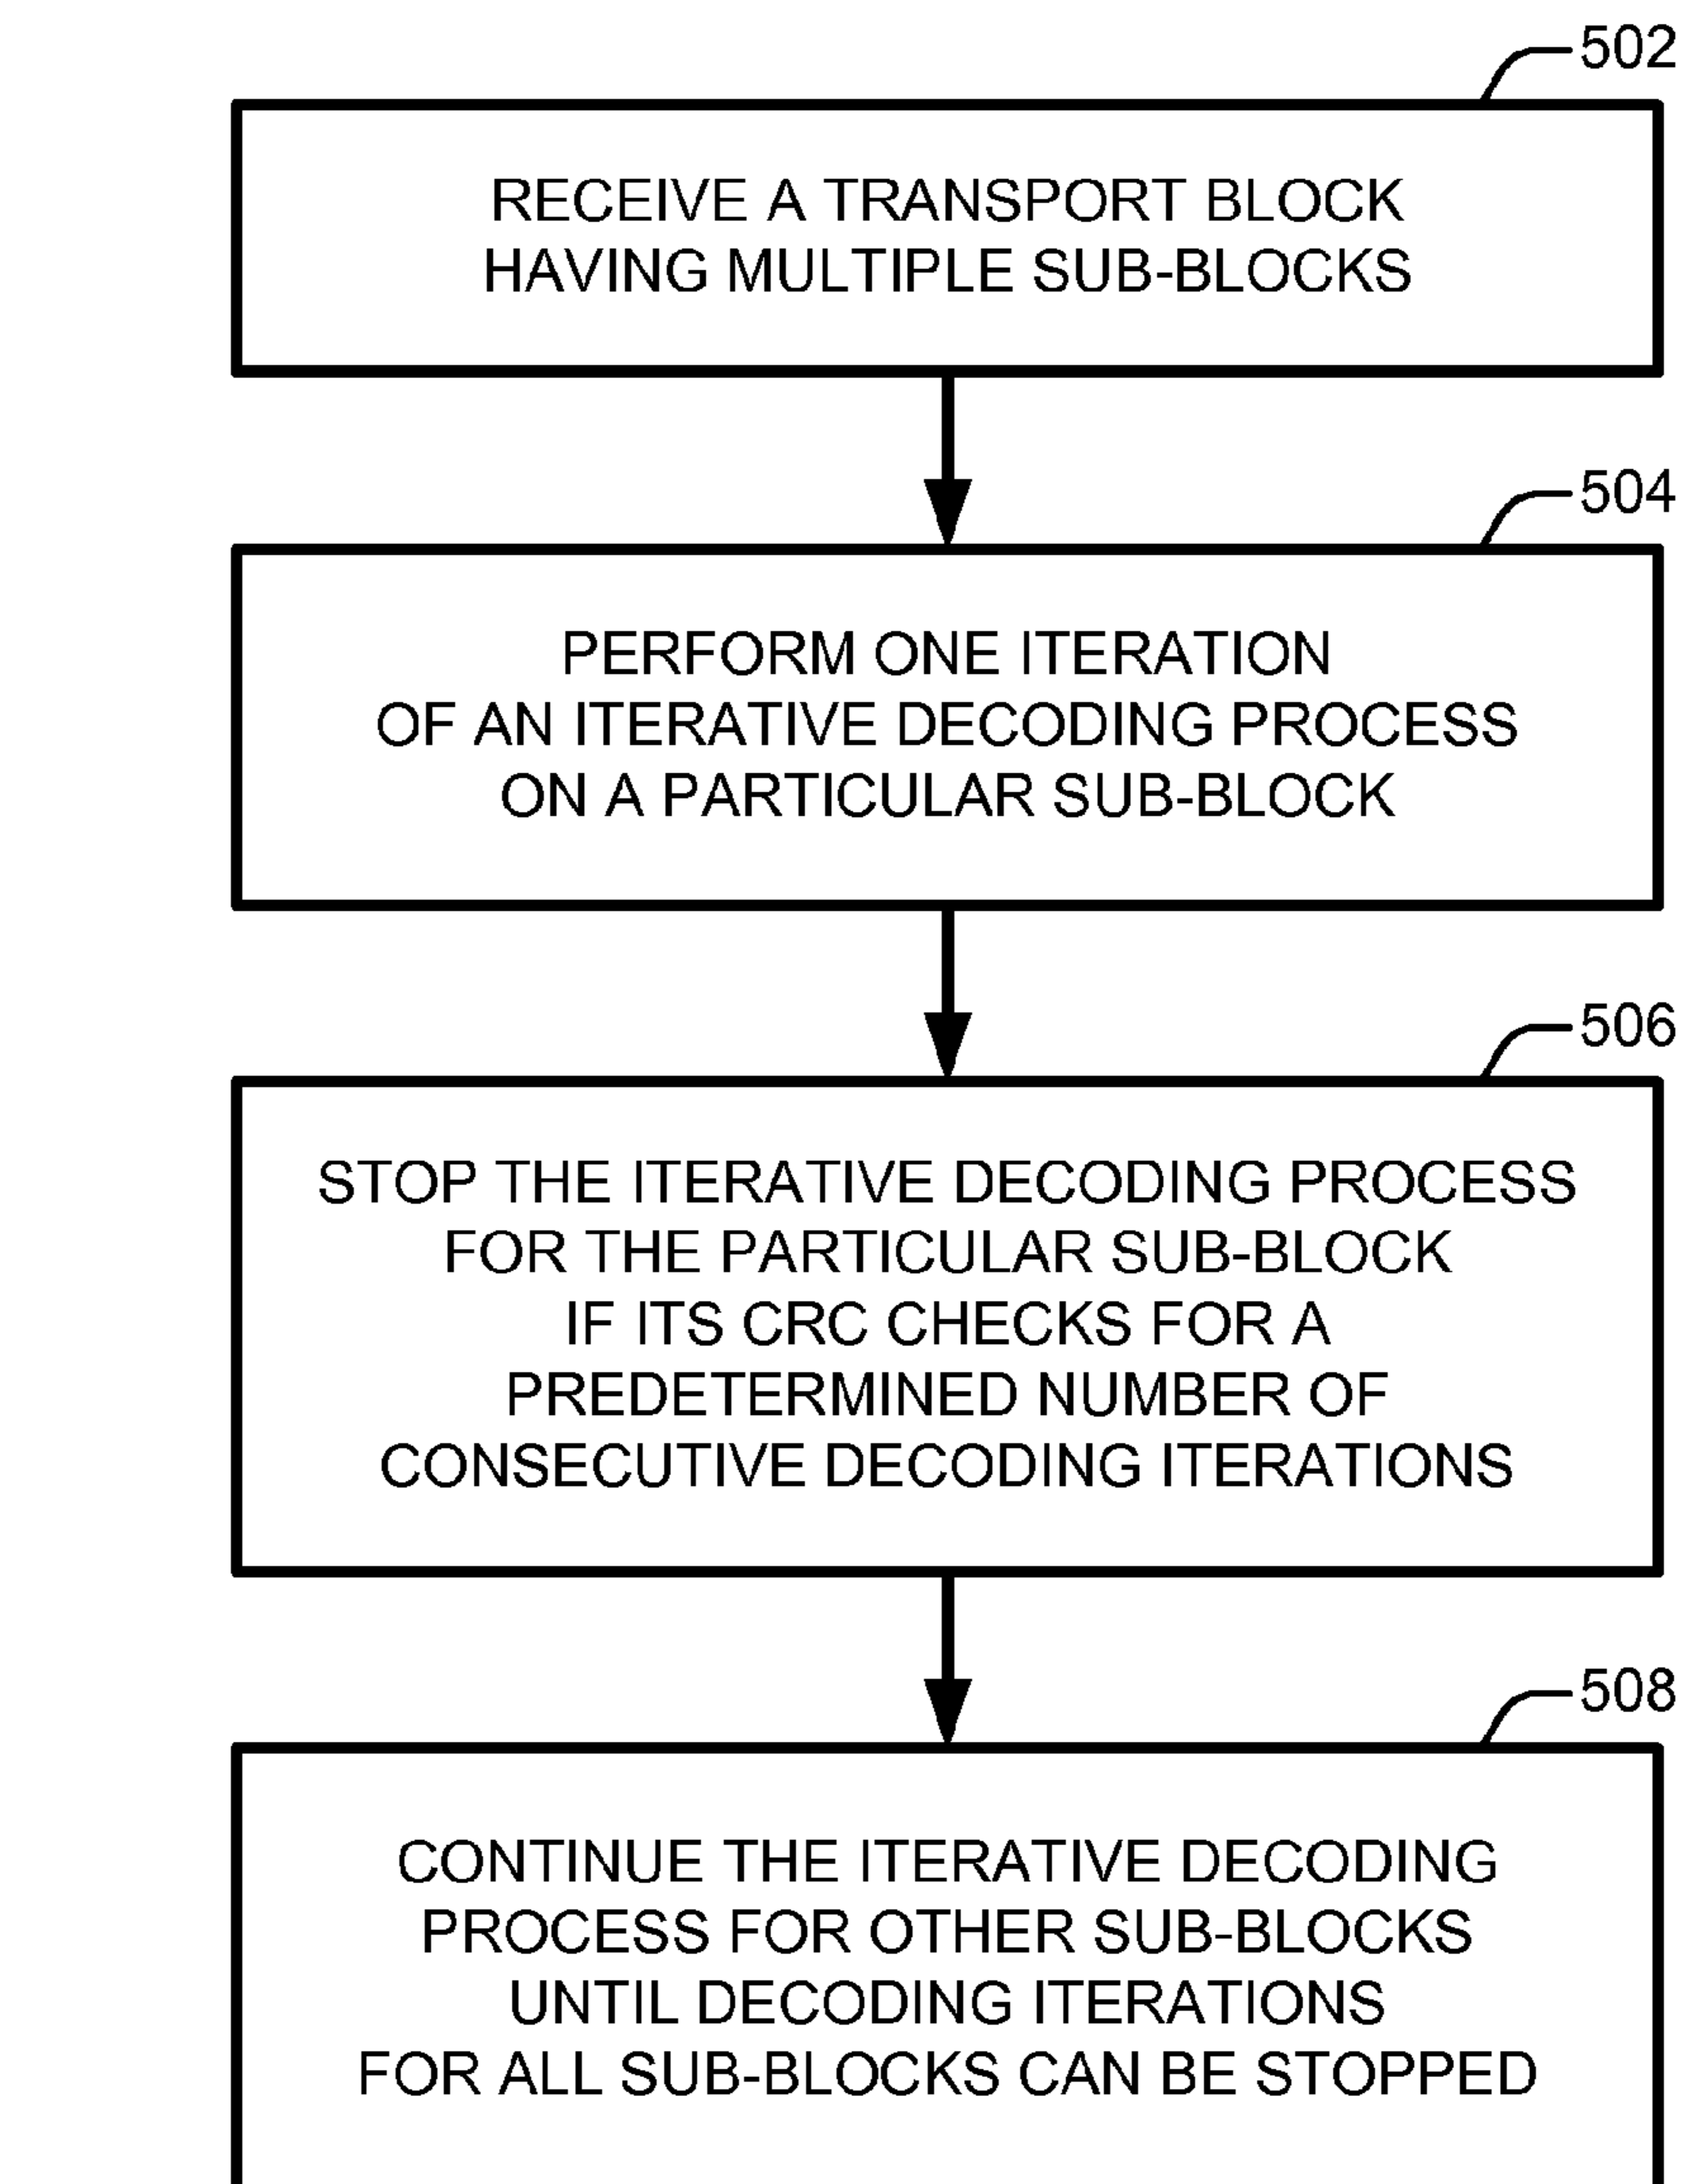 502
RECEIVE A TRANSPORT BLOCK
HAVING MULTIPLE SUB-BLOCKS
504
PERFORM ONE ITERATION
OF AN ITERATIVE DECODING PROCESS
ON A PARTICULAR SUB-BLOCK
506
STOP THE ITERATIVE DECODING PROCESS
FOR THE PARTICULAR SUB-BLOCK
IF ITS CRC CHECKS FOR A
PREDETERMINED NUMBER OF
CONSECUTIVE DECODING ITERATIONS
508
CONTINUE THE ITERATIVE DECODING
PROCESS FOR OTHER SUB-BLOCKS
UNTIL DECODING ITERATIONS
FOR ALL SUB-BLOCKS CAN BE STOPPED